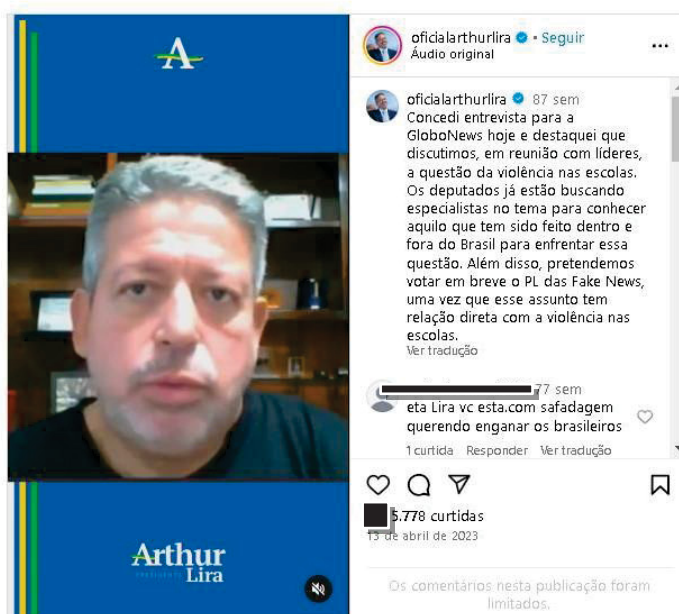 A
oficialarthurlira • Seguir
Áudio original
oficialarthurlira 87 sem
Concedi entrevista para a
GloboNews hoje e destaquei que
discutimos, em reunião com líderes,
a questão da violência nas escolas.
Os deputados já estão buscando
especialistas no tema para conhecer
aquilo que tem sido feito dentro e
fora do Brasil para enfrentar essa
questão. Além disso, pretendemos
votar em breve o PL das Fake News,
uma vez que esse assunto tem
relação direta com a violência nas
escolas.
Ver tradução
77 sem
eta Lira vc esta.com safadagem
querendo enganar os brasileiros
1 curtida Responder Ver tradução
5.778 curtidas
13 de abril de 2023
Os comentários nesta publicação foram
limitados.
Arthur
Lira